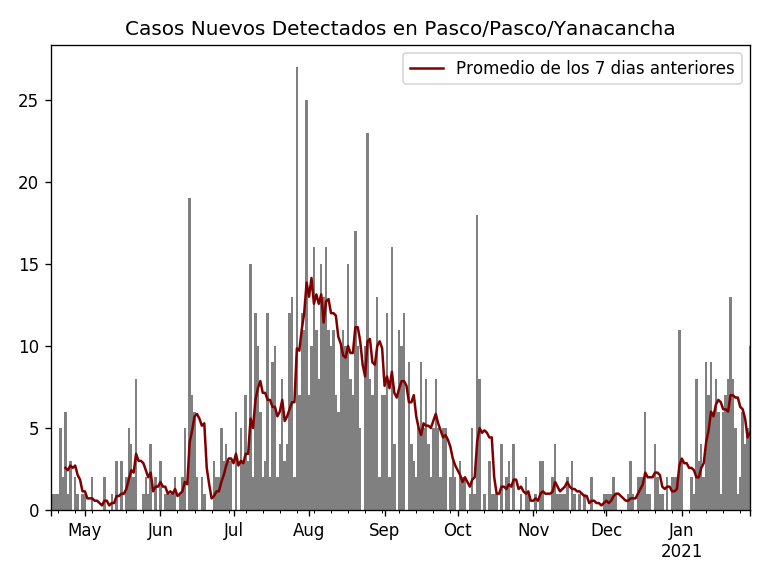 Casos Nuevos Detectados en Pasco/Pasco/Yanacancha
Promedio de los 7 dias anteriores
25
20
15
10
5
0
May Jun Jul Aug Sep Oct Nov Dec Jan
2021